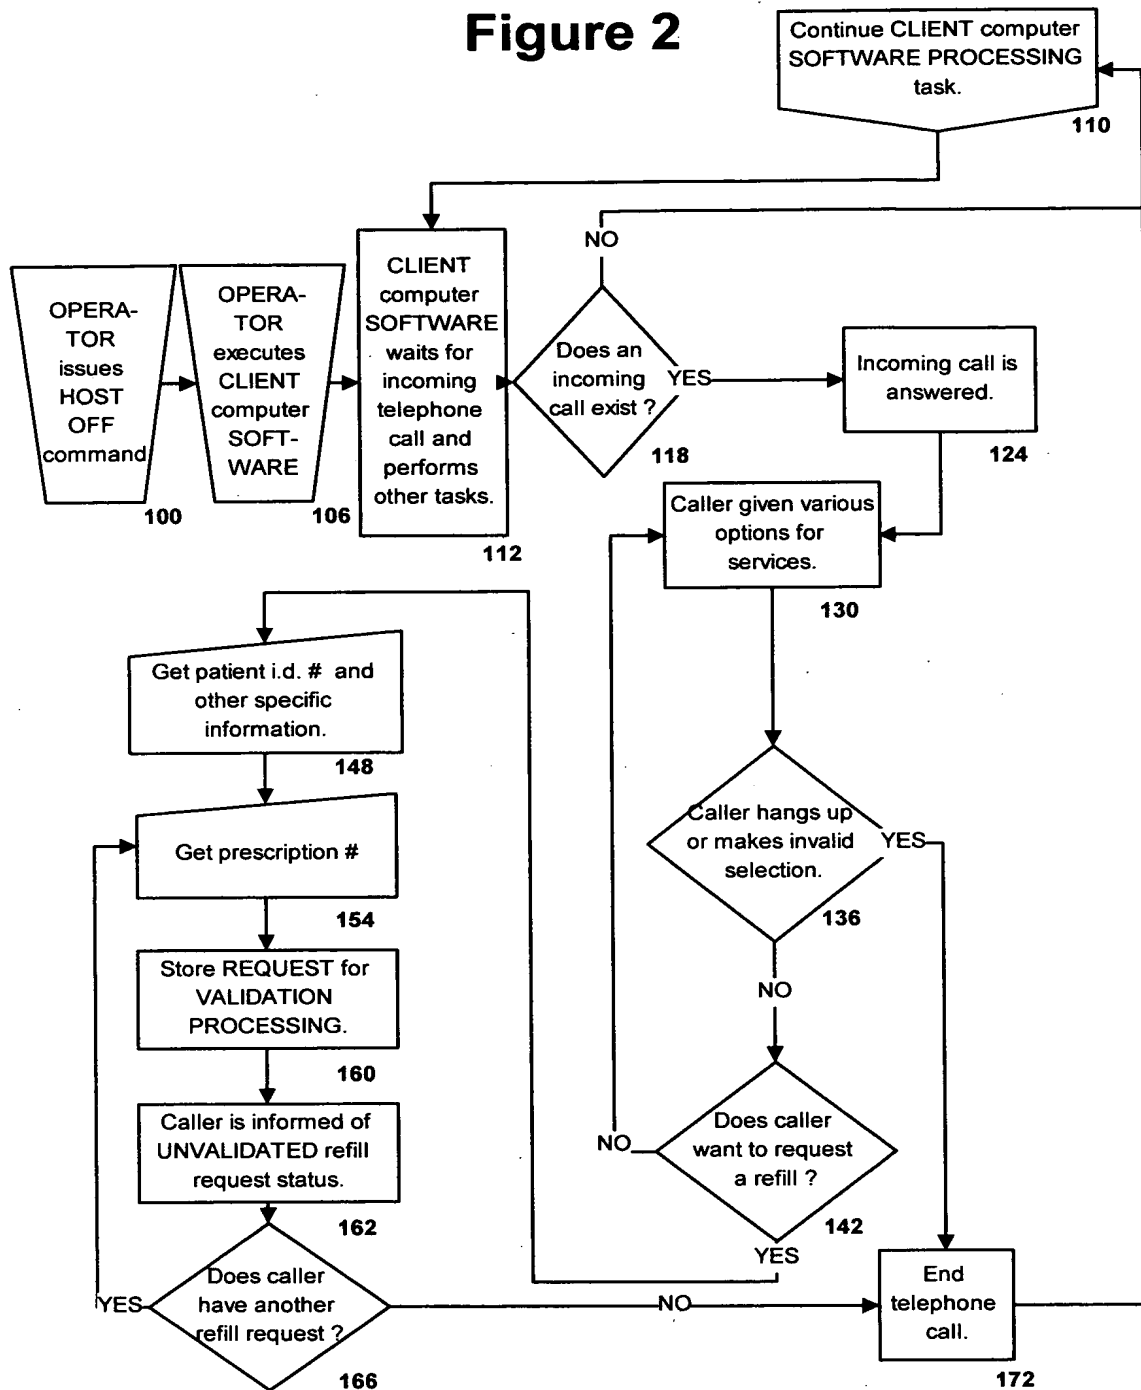 Figure 2
Continue CLIENT computer
SOFTWARE PROCESSING
task.
110
OPERA-
TOR
issues
HOST
OFF
command
100
OPERA-
TOR
executes
CLIENT
computer
SOFT-
WARE
106
CLIENT
computer
SOFTWARE
waits for
incoming
telephone
call and
performs
other tasks.
112
NO
Does an
incoming
call exist ?
YES
118
Incoming call is
answered.
124
Caller given various
options for
services.
130
Caller hangs up
or makes invalid
selection.
YES
136
NO
Does caller
want to request
a refill ?
NO
142
YES
Get patient i.d. # and
other specific
information.
148
Get prescription #
154
Store REQUEST for
VALIDATION
PROCESSING.
160
Caller is informed of
UNVALIDATED refill
request status.
162
Does caller
have another
refill request ?
YES
NO
166
End
telephone
call.
172